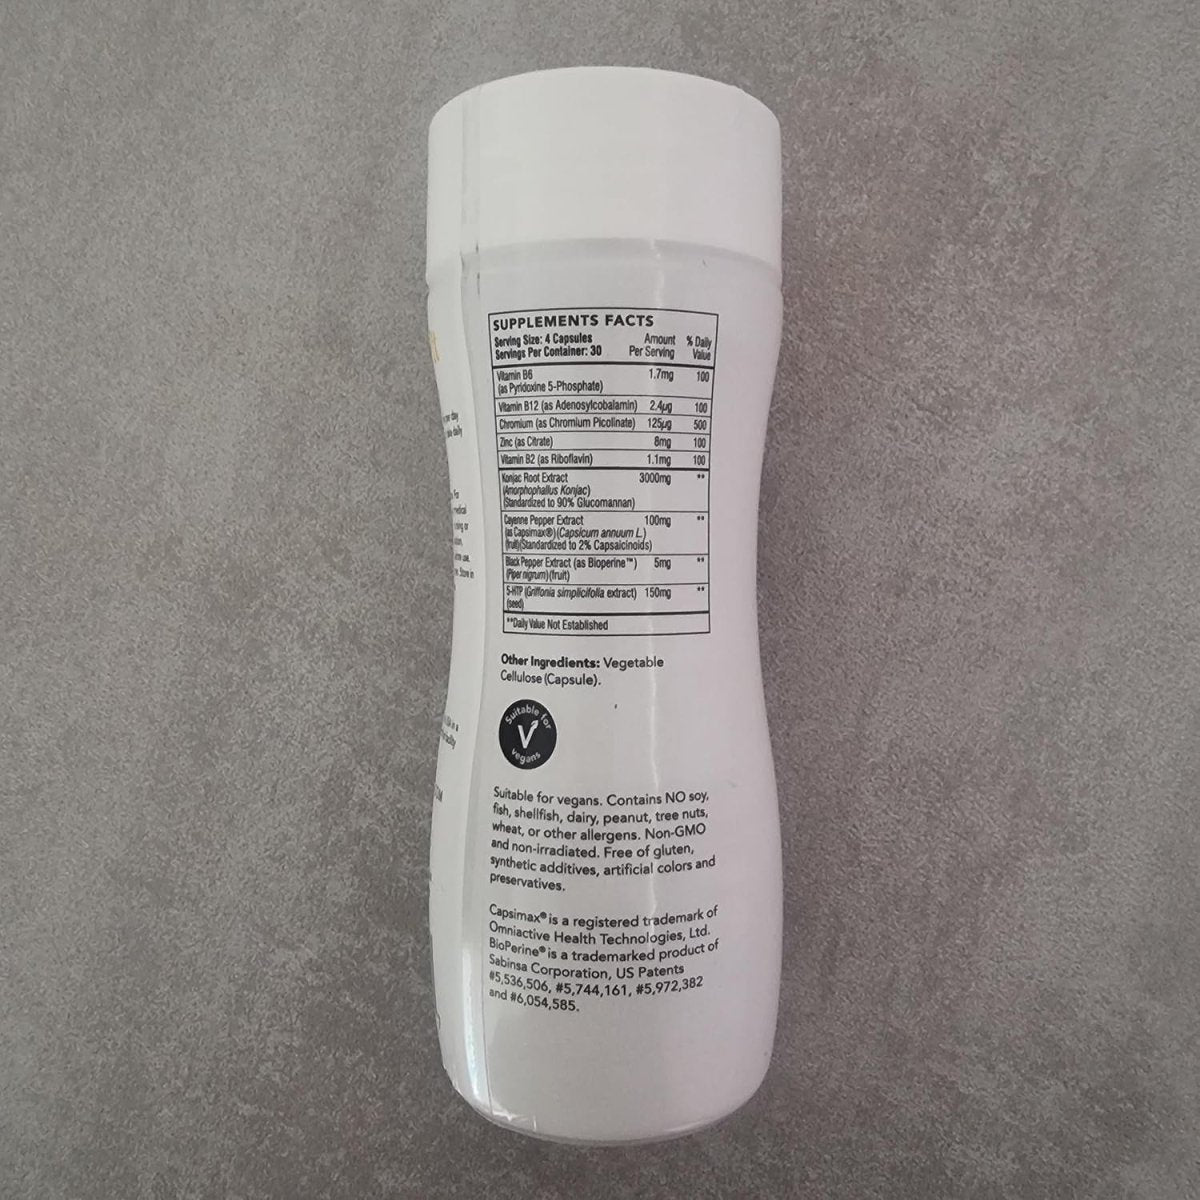 SUPPLEMENTS FACTS
Serving Size: 4 Capsules Amount % Daily
Servings Per Container: 30 Per Serving Value
Vitamin B6 1.7mg 100
(as Pyridoxine 5-Phosphate)
Vitamin B12 (as Adenosylcobalamin) 2.4µg 100
Chromium (as Chromium Picolinate) 125µg 500
Zinc (as Citrate) 8mg 100
Vitamin B2 (as Riboflavin) 1.1mg 100
Konjac Root Extract 3000mg **
(Amorphophallus Konjac)
(Standardized to 90% Glucomannan)
Cayenne Pepper Extract 100mg **
(as Capsimax®)(Capsicum annuum L.)
(fruit)(Standardized to 2% Capsaicinoids)
Black Pepper Extract (as Bioperine™) 5mg **
(Piper nigrum)(fruit)
5-HTP (Griffonia simplicifolia extract) 150mg **
(seed)
**Daily Value Not Established
Other Ingredients: Vegetable
Cellulose (Capsule).
Suitable for
V
vegans
Suitable for vegans. Contains NO soy,
fish, shellfish, dairy, peanut, tree nuts,
wheat, or other allergens. Non-GMO
and non-irradiated. Free of gluten,
synthetic additives, artificial colors and
preservatives.
Capsimax® is a registered trademark of
Omniactive Health Technologies, Ltd.
BioPerine® is a trademarked product of
Sabinsa Corporation, US Patents
#5,536,506, #5,744,161, #5,972,382
and #6,054,585.